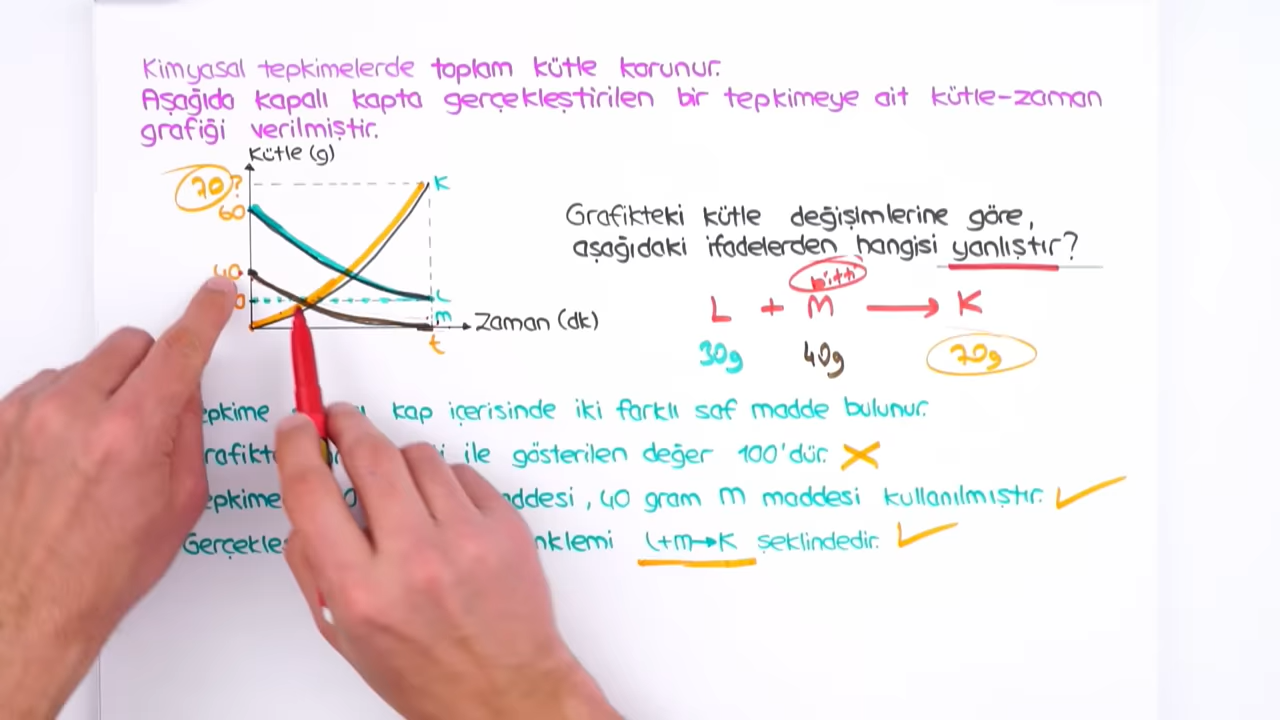 Kimyasal tepkimelerde toplam kütle korunur.
Aşağıda kapalı kapta gerçekleştirilen bir tepkimeye ait kütle-zaman
grafiği verilmiştir.
Kütle (g)
70 ?
K
60
40
L
m
Zaman (dk)
t
Grafikteki kütle değişimlerine göre,
aşağıdaki ifadelerden hangisi yanlıştır?
bitti
L + M → K
30g 40g 70g
kap içerisinde iki farklı saf madde bulunur.
ile gösterilen değer 100'dür.
, 40 gram m maddesi kullanılmıştır.
L+m→K şeklindedir.